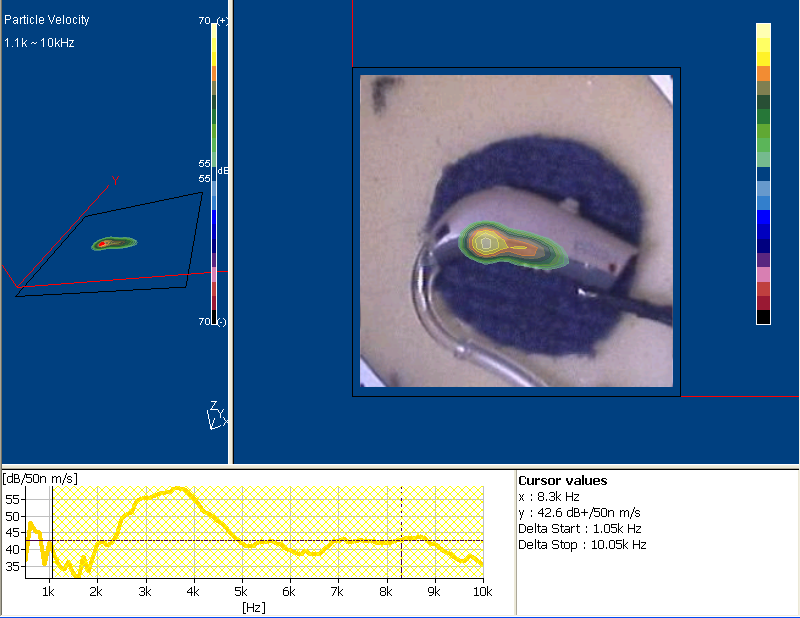 Particle Velocity
1.1k ~ 10kHz
70 (+)
55
dB
55
70 (-)
Y
Z
Y
X
[dB/50n m/s]
55
50
45
40
35
1k 2k 3k 4k 5k 6k 7k 8k 9k 10k
[Hz]
Cursor values
x : 8.3k Hz
y : 42.6 dB+/50n m/s
Delta Start : 1.05k Hz
Delta Stop : 10.05k Hz